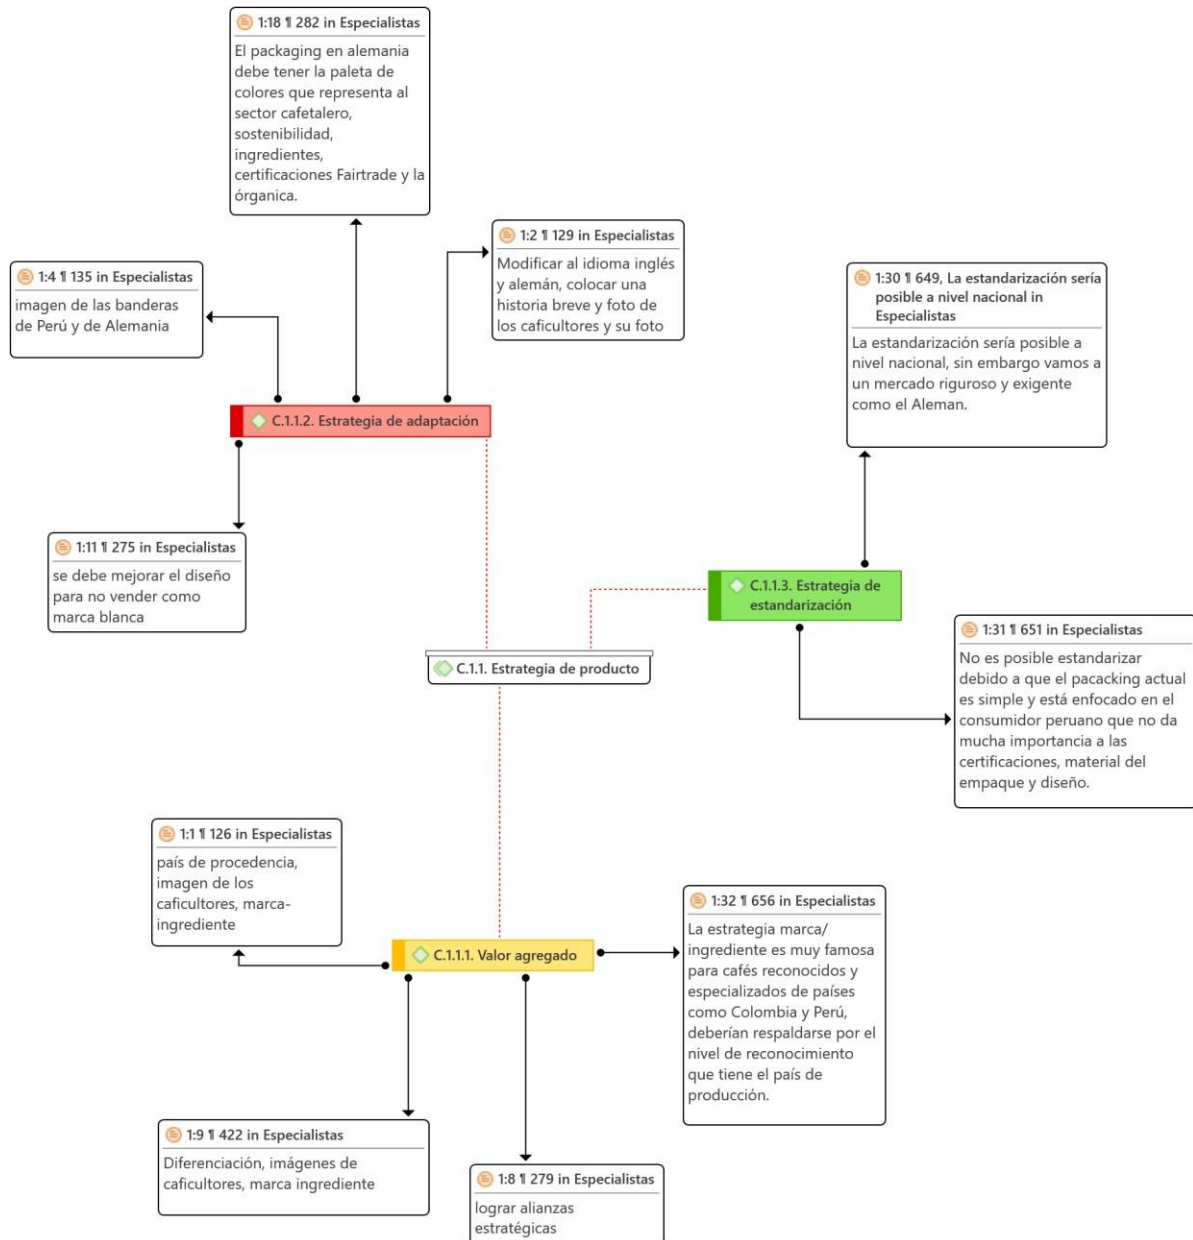 1:18 ¶ 282 in Especialistas
El packaging en alemania
debe tener la paleta de
colores que representa al
sector cafetalero,
sostenibilidad,
ingredientes,
certificaciones Fairtrade y la
órganica.
1:2 ¶ 129 in Especialistas
Modificar al idioma inglés
y alemán, colocar una
historia breve y foto de
los caficultores y su foto
1:4 ¶ 135 in Especialistas
imagen de las banderas
de Perú y de Alemania
1:30 ¶ 649, La estandarización sería
posible a nivel nacional in
Especialistas
La estandarización sería posible a
nivel nacional, sin embargo vamos a
un mercado riguroso y exigente
como el Aleman.
C.1.1.2. Estrategia de adaptación
1:11 ¶ 275 in Especialistas
se debe mejorar el diseño
para no vender como
marca blanca
C.1.1.3. Estrategia de
estandarización
1:31 ¶ 651 in Especialistas
No es posible estandarizar
debido a que el pacacking actual
es simple y está enfocado en el
consumidor peruano que no da
mucha importancia a las
certificaciones, material del
empaque y diseño.
C.1.1. Estrategia de producto
1:1 ¶ 126 in Especialistas
país de procedencia,
imagen de los
caficultores, marca-
ingrediente
C.1.1.1. Valor agregado
1:32 ¶ 656 in Especialistas
La estrategia marca/
ingrediente es muy famosa
para cafés reconocidos y
especializados de países
como Colombia y Perú,
deberían respaldarse por el
nivel de reconocimiento
que tiene el país de
producción.
1:9 ¶ 422 in Especialistas
Diferenciación, imágenes de
caficultores, marca ingrediente
1:8 ¶ 279 in Especialistas
lograr alianzas
estratégicas